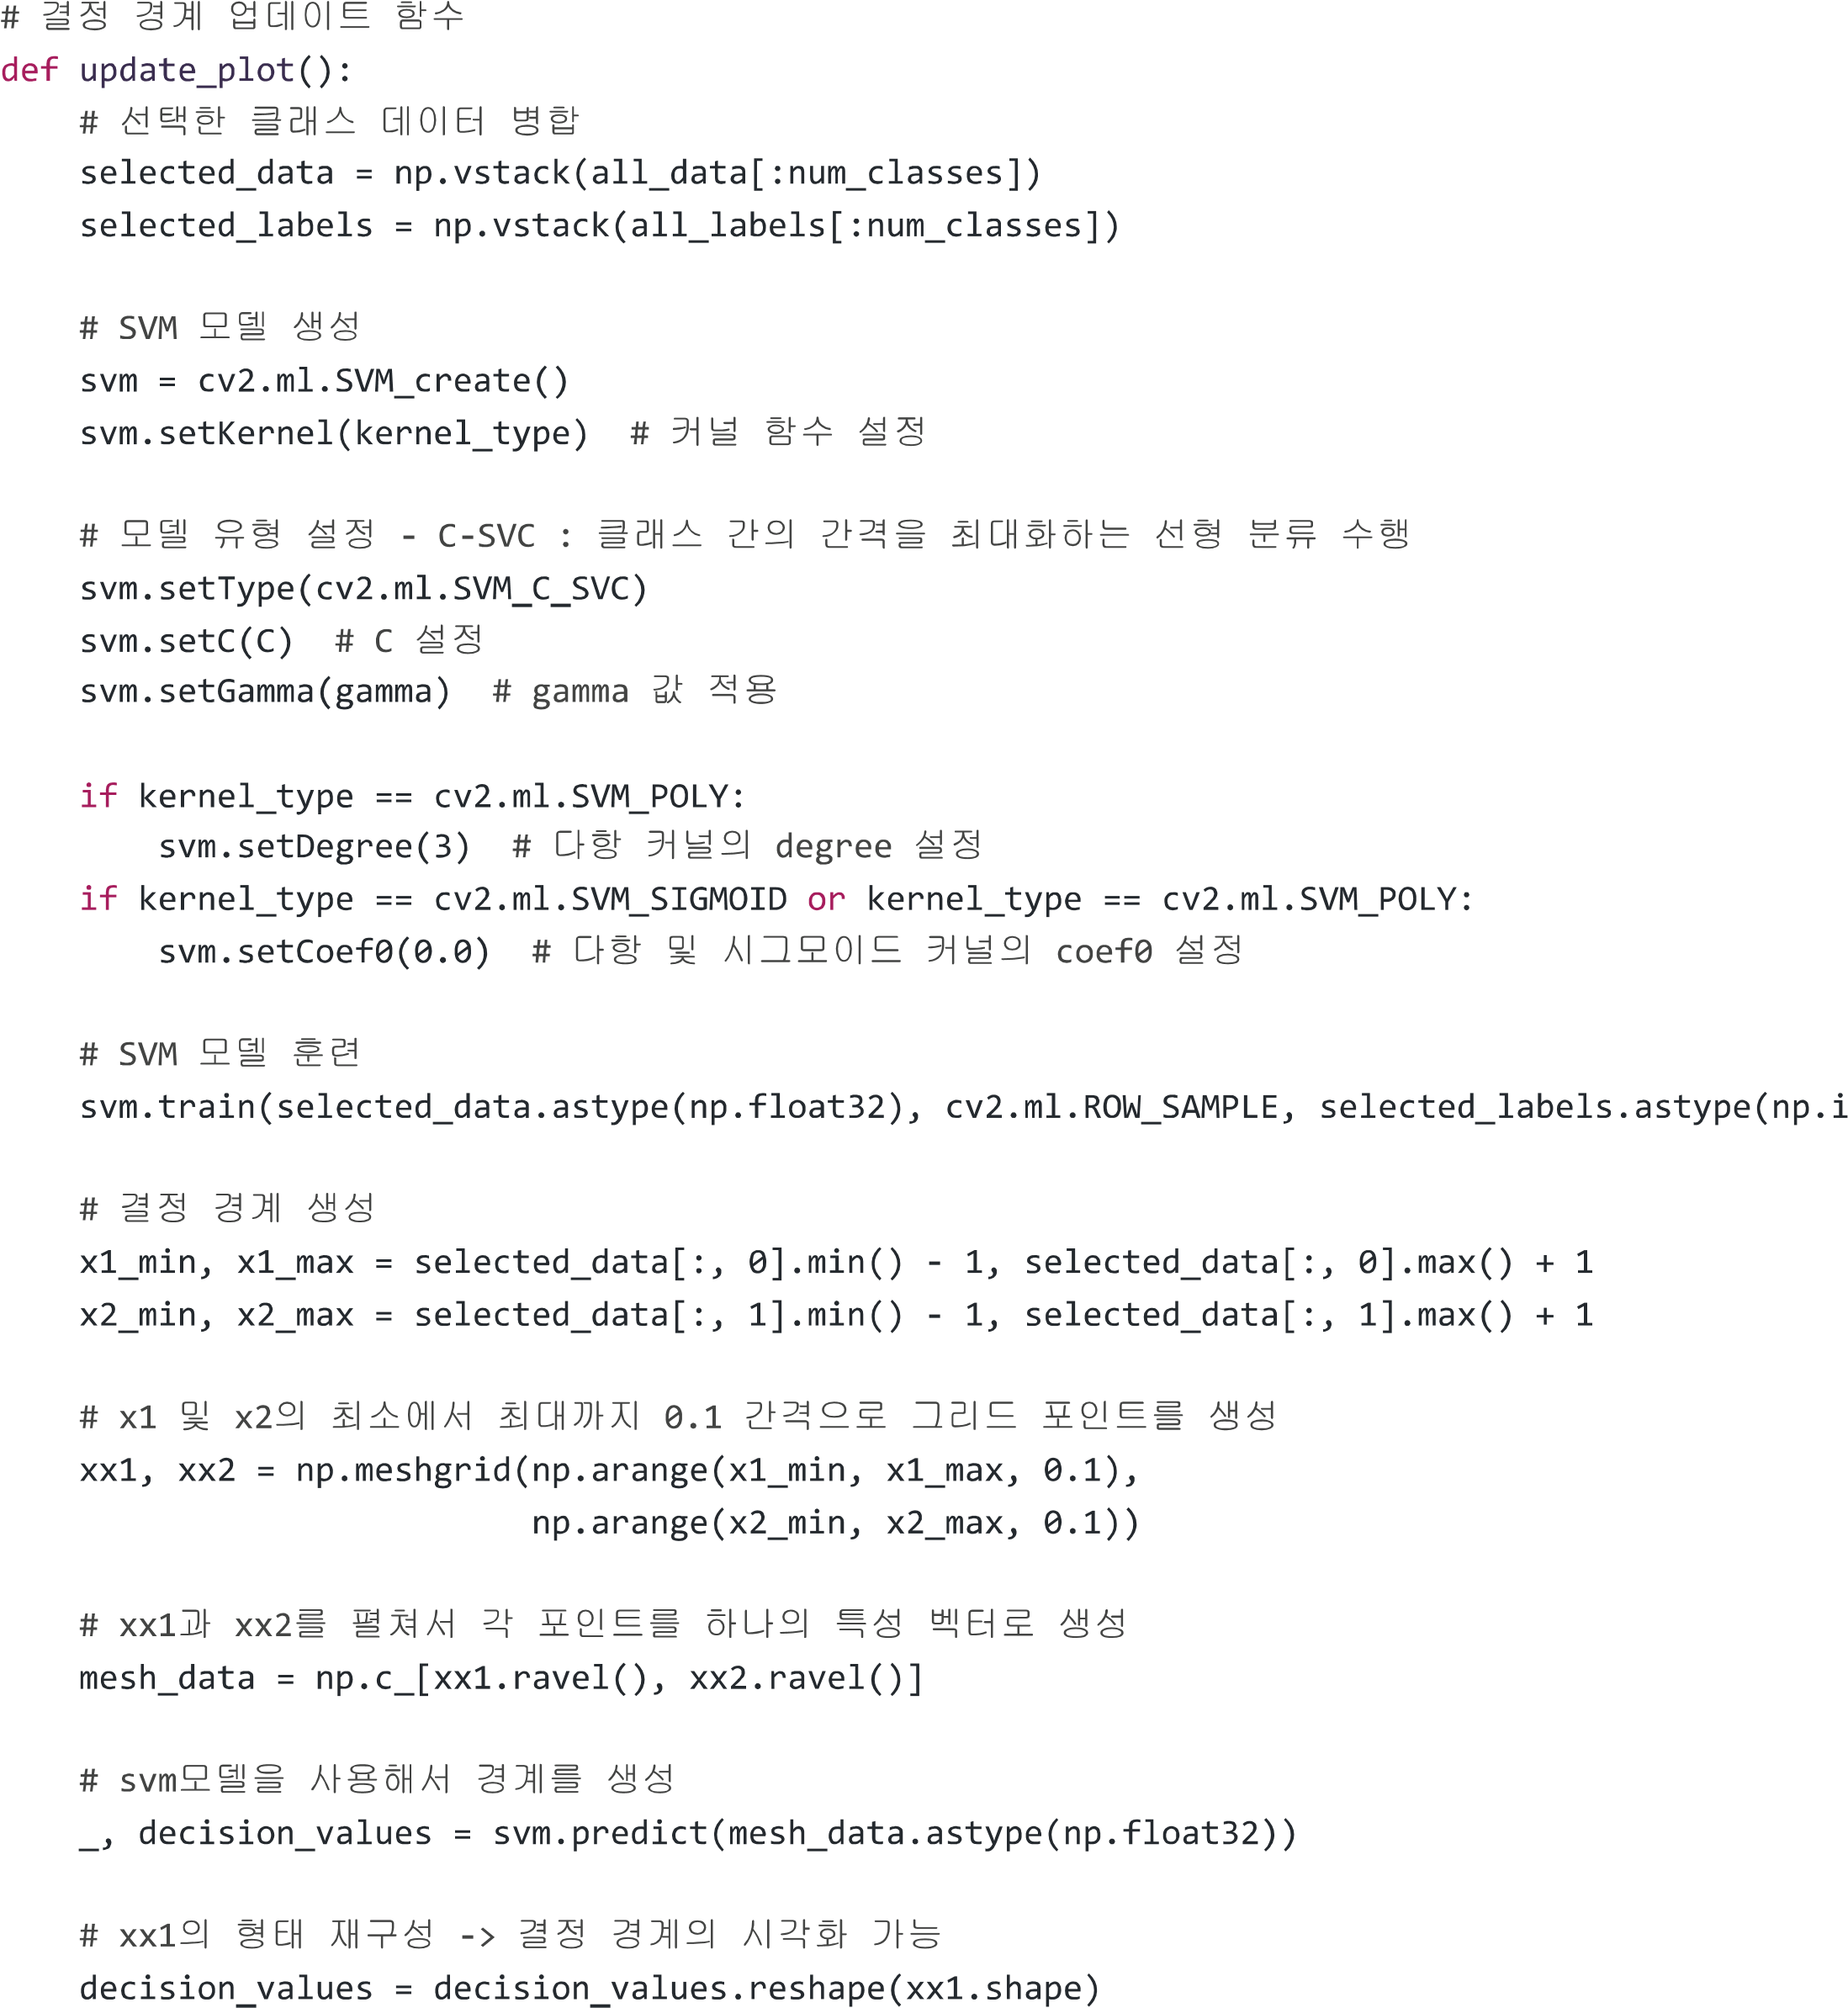 # 결정 경계 업데이트 함수
def update_plot():
    # 선택한 클래스 데이터 병합
    selected_data = np.vstack(all_data[:num_classes])
    selected_labels = np.vstack(all_labels[:num_classes])

    # SVM 모델 생성
    svm = cv2.ml.SVM_create()
    svm.setKernel(kernel_type)  # 커널 함수 설정

    # 모델 유형 설정 - C-SVC : 클래스 간의 간격을 최대화하는 선형 분류 수행
    svm.setType(cv2.ml.SVM_C_SVC)
    svm.setC(C)  # C 설정
    svm.setGamma(gamma)  # gamma 값 적용

    if kernel_type == cv2.ml.SVM_POLY:
        svm.setDegree(3)  # 다항 커널의 degree 설정
    if kernel_type == cv2.ml.SVM_SIGMOID or kernel_type == cv2.ml.SVM_POLY:
        svm.setCoef0(0.0)  # 다항 및 시그모이드 커널의 coef0 설정

    # SVM 모델 훈련
    svm.train(selected_data.astype(np.float32), cv2.ml.ROW_SAMPLE, selected_labels.astype(np.i

    # 결정 경계 생성
    x1_min, x1_max = selected_data[:, 0].min() - 1, selected_data[:, 0].max() + 1
    x2_min, x2_max = selected_data[:, 1].min() - 1, selected_data[:, 1].max() + 1

    # x1 및 x2의 최소에서 최대까지 0.1 간격으로 그리드 포인트를 생성
    xx1, xx2 = np.meshgrid(np.arange(x1_min, x1_max, 0.1),
                           np.arange(x2_min, x2_max, 0.1))

    # xx1과 xx2를 펼쳐서 각 포인트를 하나의 특성 벡터로 생성
    mesh_data = np.c_[xx1.ravel(), xx2.ravel()]

    # svm모델을 사용해서 경계를 생성
    _, decision_values = svm.predict(mesh_data.astype(np.float32))

    # xx1의 형태 재구성 -> 결정 경계의 시각화 가능
    decision_values = decision_values.reshape(xx1.shape)